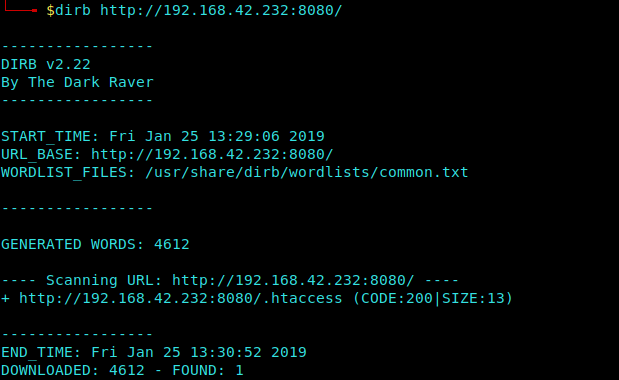 $dirb http://192.168.42.232:8080/
-----------------
DIRB v2.22
By The Dark Raver
-----------------
START_TIME: Fri Jan 25 13:29:06 2019
URL_BASE: http://192.168.42.232:8080/
WORDLIST_FILES: /usr/share/dirb/wordlists/common.txt
-----------------
GENERATED WORDS: 4612
---- Scanning URL: http://192.168.42.232:8080/ ----
+ http://192.168.42.232:8080/.htaccess (CODE:200|SIZE:13)
-----------------
END_TIME: Fri Jan 25 13:30:52 2019
DOWNLOADED: 4612 - FOUND: 1